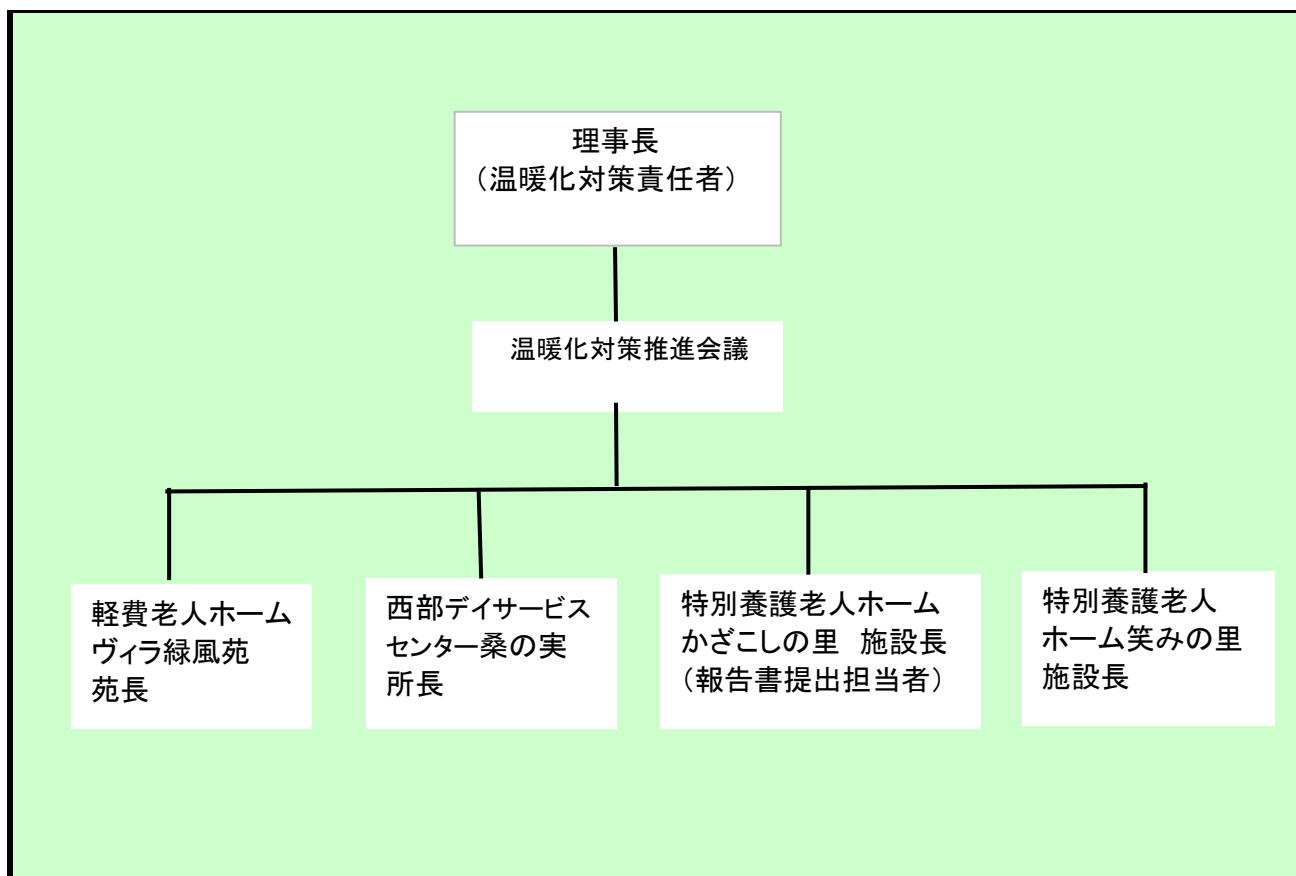 理事長
（温暖化対策責任者）
温暖化対策推進会議
軽費老人ホーム
ヴィラ緑風苑
苑長
西部デイサービス
センター桑の実
所長
特別養護老人ホーム
かざこしの里　施設長
（報告書提出担当者）
特別養護老人
ホーム笑みの里
施設長